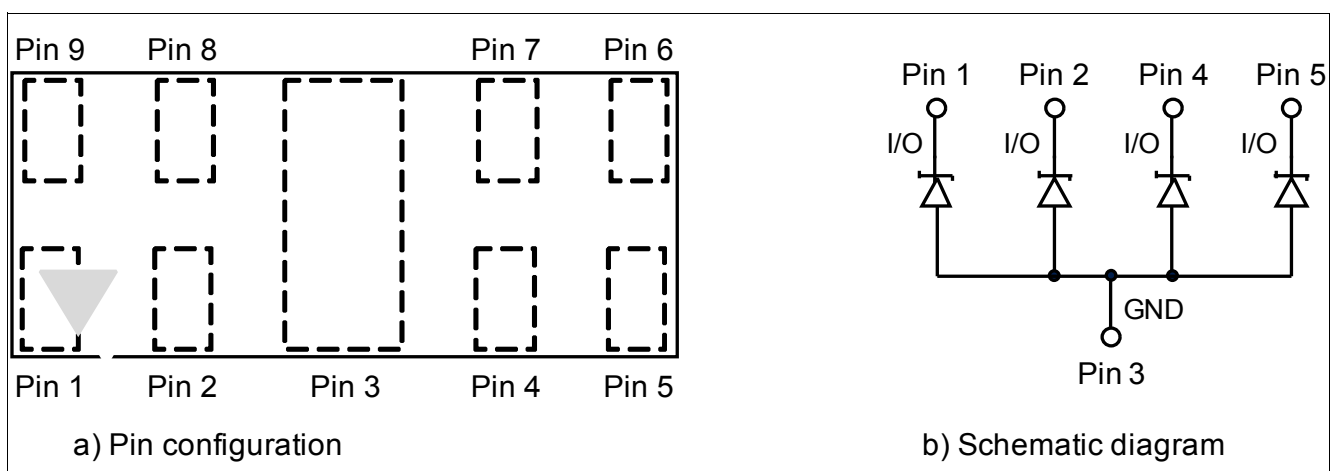 Pin 9 Pin 8 Pin 7 Pin 6
Pin 1 Pin 2 Pin 3 Pin 4 Pin 5
a) Pin configuration
Pin 1 Pin 2 Pin 4 Pin 5
I/O I/O I/O I/O
GND
Pin 3
b) Schematic diagram